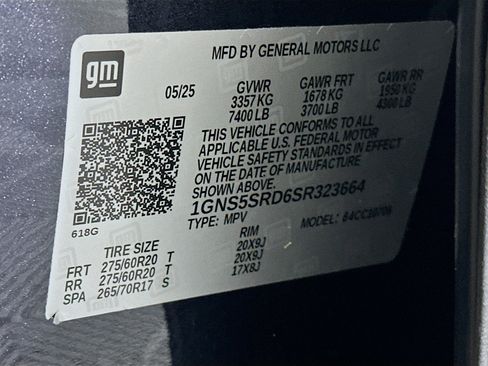 gm
MFD BY GENERAL MOTORS LLC
05/25 GVWR GAWR FRT GAWR RR
3357 KG 1678 KG 1950 KG
7400 LB 3700 LB 4300 LB
THIS VEHICLE CONFORMS TO ALL
APPLICABLE U.S. FEDERAL MOTOR
VEHICLE SAFETY STANDARDS IN EFFECT
ON THE DATE OF MANUFACTURE
SHOWN ABOVE.
1GNS5SRD6SR323664
618G TYPE: MPV MODEL: 84CC10706
TIRE SIZE RIM
FRT 275/60R20 T 20X9J
RR 275/60R20 T 20X9J
SPA 265/70R17 S 17X8J